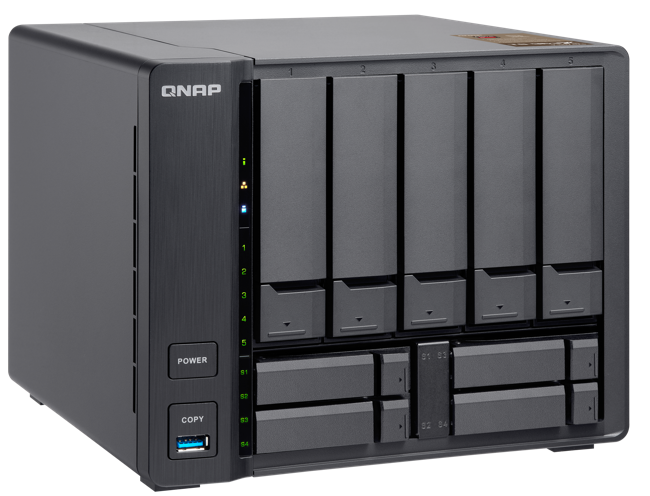 QNAP
1 2 3 4 5
1
2
3
4
5
S1
S2
S3
S4
POWER
COPY
S1 S3
S2 S4